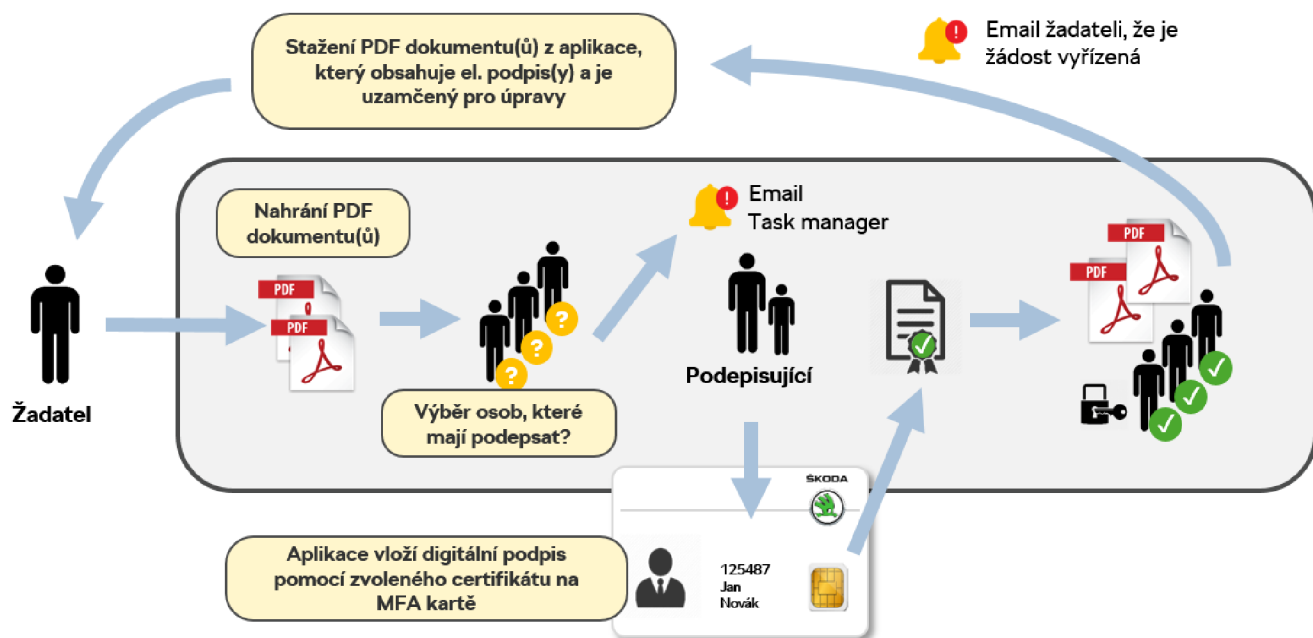 Stažení PDF dokumentu(ů) z aplikace,
který obsahuje el. podpis(y) a je
uzamčený pro úpravy
Email žadateli, že je
žádost vyřízená
Nahrání PDF
dokumentu(ů)
Email
Task manager
PDF
PDF
PDF
PDF
?
?
?
Žadatel
Výběr osob, které
mají podepsat?
Podepisující
ŠKODA
Aplikace vloží digitální podpis
pomocí zvoleného certifikátu na
MFA kartě
125487
Jan
Novák